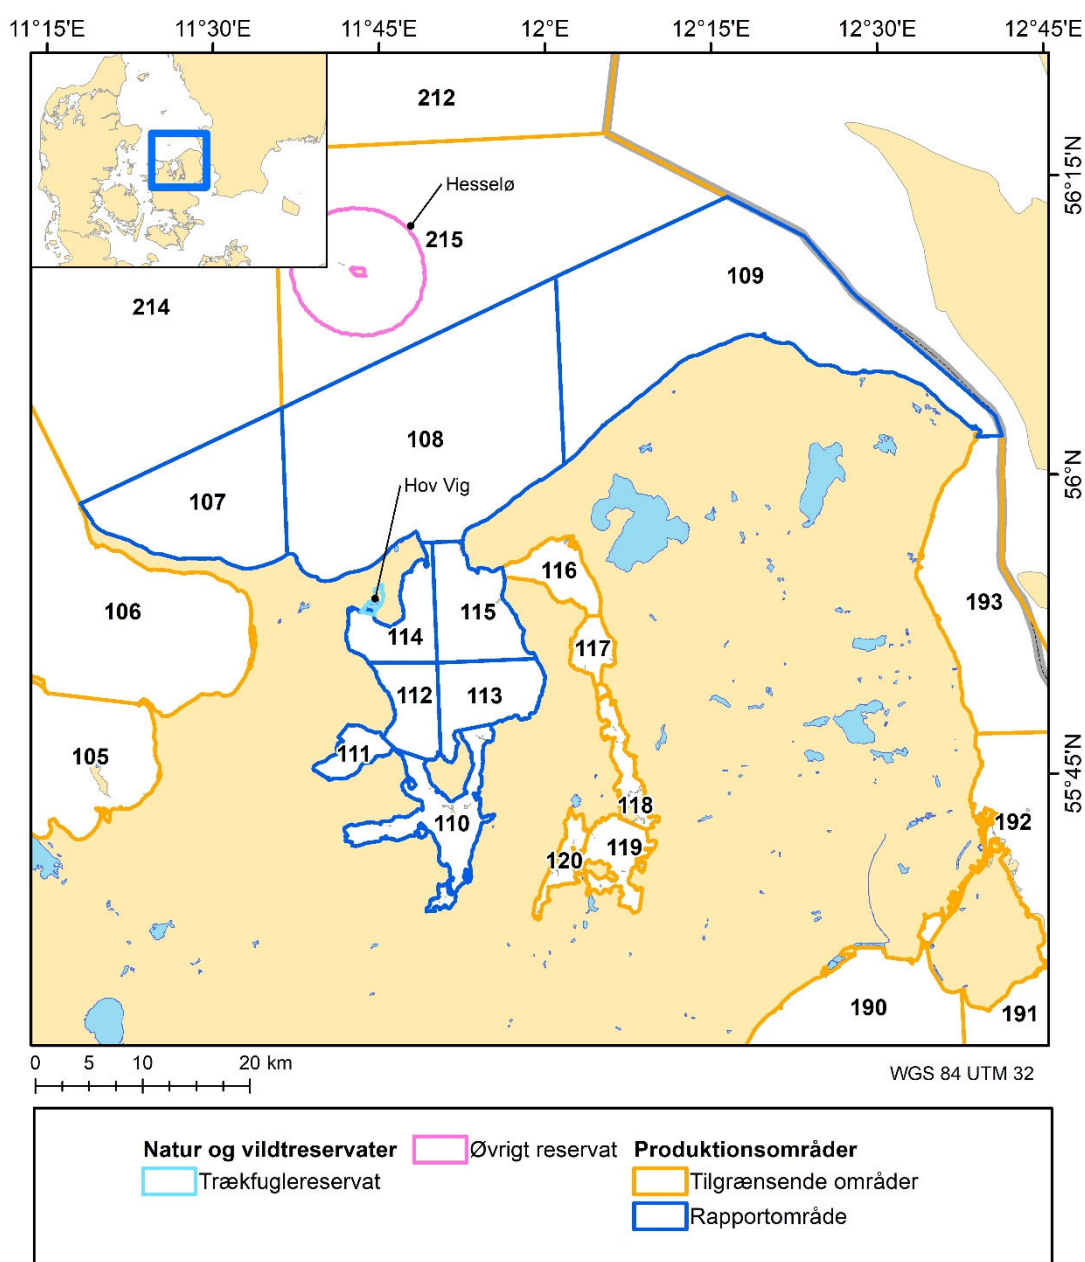 11°15'E 11°30'E 11°45'E 12°E 12°15'E 12°30'E 12°45'E
212
56°15'N
Hesselø
215
109
214
108
Hov Vig
56°N
107
116
106
115
193
114
117
112
113
111
105
55°45'N
118
110
192
119
120
190
191
0 5 10 20 km
WGS 84 UTM 32
Natur og vildtreservater
Trækfuglereservat
Øvrigt reservat
Produktionsområder
Tilgrænsende områder
Rapportområde